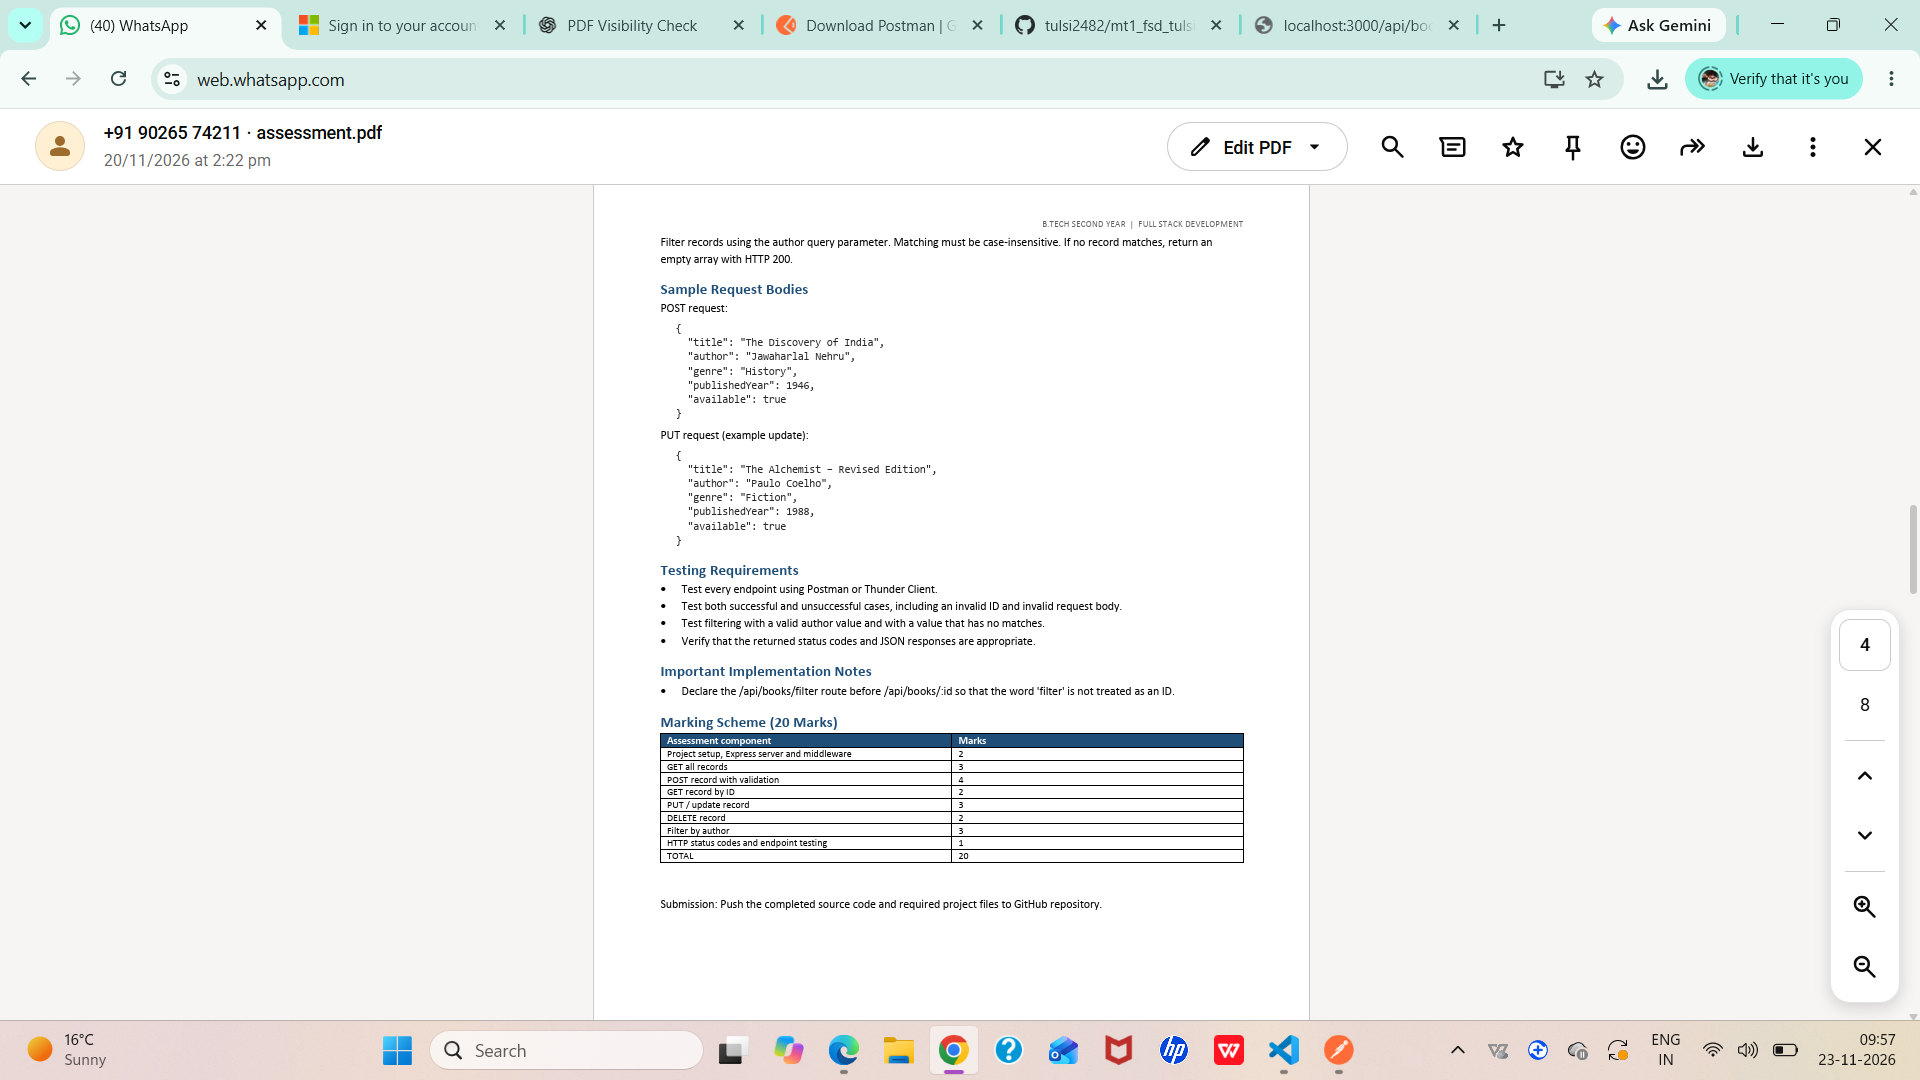 (40) WhatsApp
Sign in to your accoun
PDF Visibility Check
Download Postman | G
tulsi2482/mt1_fsd_tulsi
localhost:3000/api/boo
Ask Gemini
web.whatsapp.com
Verify that it's you
+91 90265 74211 · assessment.pdf
20/11/2026 at 2:22 pm
Edit PDF
B.TECH SECOND YEAR | FULL STACK DEVELOPMENT
Filter records using the author query parameter. Matching must be case-insensitive. If no record matches, return an
empty array with HTTP 200.
Sample Request Bodies
POST request:
{
"title": "The Discovery of India",
"author": "Jawaharlal Nehru",
"genre": "History",
"publishedYear": 1946,
"available": true
}
PUT request (example update):
{
"title": "The Alchemist – Revised Edition",
"author": "Paulo Coelho",
"genre": "Fiction",
"publishedYear": 1988,
"available": true
}
Testing Requirements
• Test every endpoint using Postman or Thunder Client.
• Test both successful and unsuccessful cases, including an invalid ID and invalid request body.
• Test filtering with a valid author value and with a value that has no matches.
• Verify that the returned status codes and JSON responses are appropriate.
Important Implementation Notes
• Declare the /api/books/filter route before /api/books/:id so that the word 'filter' is not treated as an ID.
Marking Scheme (20 Marks)
Assessment component Marks
Project setup, Express server and middleware 2
GET all records 3
POST record with validation 4
GET record by ID 2
PUT / update record 3
DELETE record 2
Filter by author 3
HTTP status codes and endpoint testing 1
TOTAL 20
Submission: Push the completed source code and required project files to GitHub repository.
4
8
16°C
Sunny
Search
ENG
IN
09:57
23-11-2026